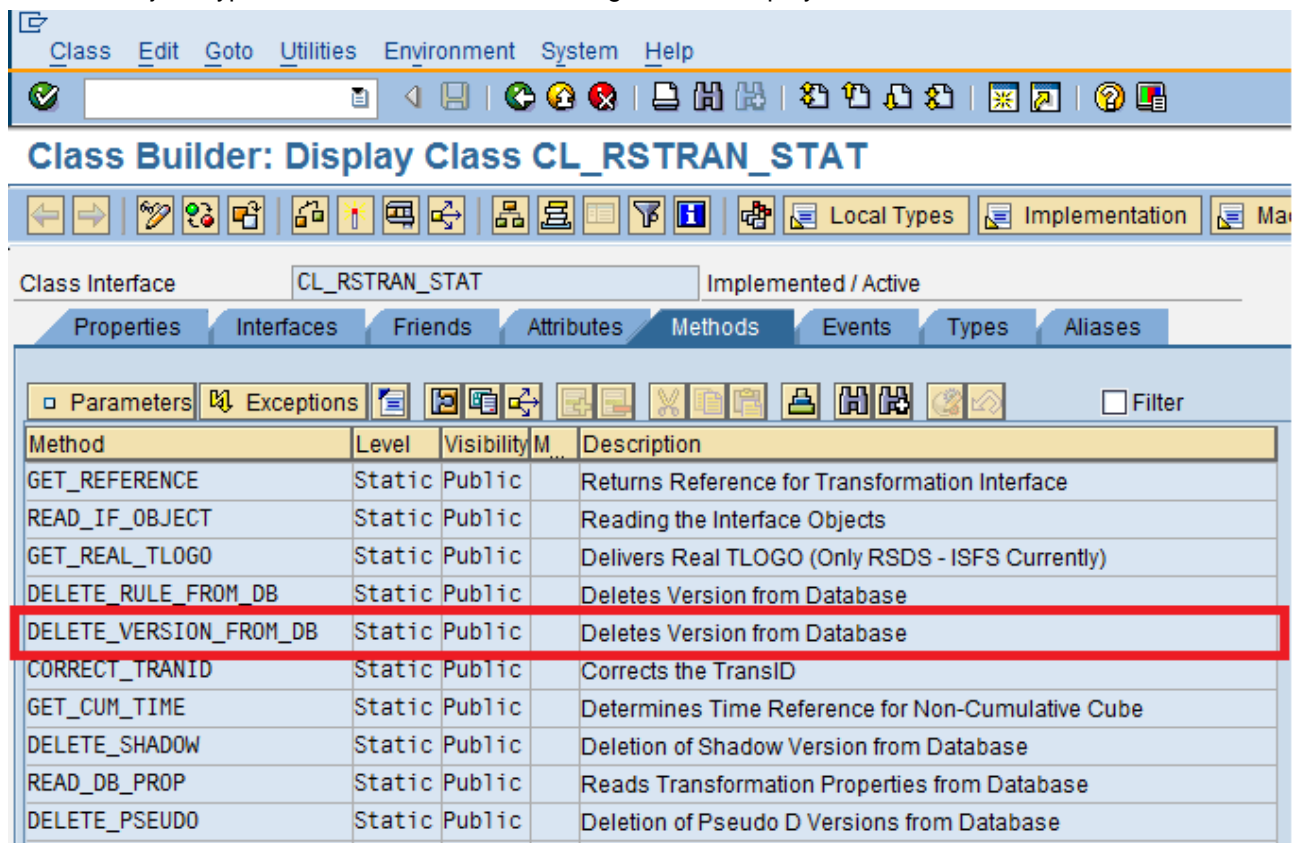 Class Edit Goto Utilities Environment System Help
Class Builder: Display Class CL_RSTRAN_STAT
Local Types Implementation Ma
Class Interface CL_RSTRAN_STAT Implemented / Active
Properties Interfaces Friends Attributes Methods Events Types Aliases
Parameters Exceptions Filter
Method Level Visibility M... Description
GET_REFERENCE Static Public Returns Reference for Transformation Interface
READ_IF_OBJECT Static Public Reading the Interface Objects
GET_REAL_TLOGO Static Public Delivers Real TLOGO (Only RSDS - ISFS Currently)
DELETE_RULE_FROM_DB Static Public Deletes Version from Database
DELETE_VERSION_FROM_DB Static Public Deletes Version from Database
CORRECT_TRANID Static Public Corrects the TransID
GET_CUM_TIME Static Public Determines Time Reference for Non-Cumulative Cube
DELETE_SHADOW Static Public Deletion of Shadow Version from Database
READ_DB_PROP Static Public Reads Transformation Properties from Database
DELETE_PSEUDO Static Public Deletion of Pseudo D Versions from Database